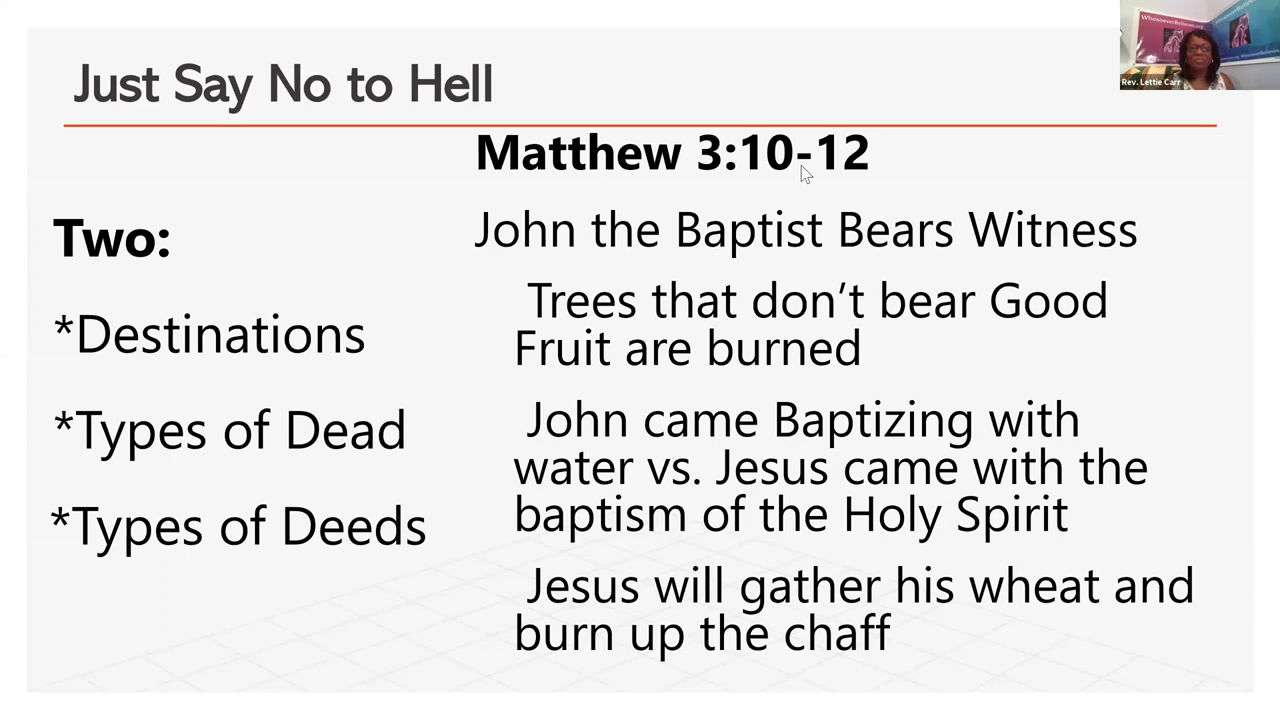 Just Say No to Hell
Matthew 3:10-12
Two:
*Destinations
*Types of Dead
*Types of Deeds
John the Baptist Bears Witness
Trees that don’t bear Good
Fruit are burned
John came Baptizing with
water vs. Jesus came with the
baptism of the Holy Spirit
Jesus will gather his wheat and
burn up the chaff
WhosoeverBelieves.org
Rev. Lettie Carr